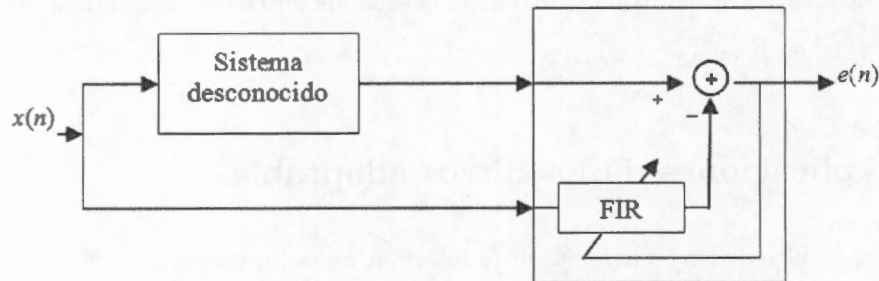 Sistema
desconocido
x(n)
+
+
−
e(n)
FIR